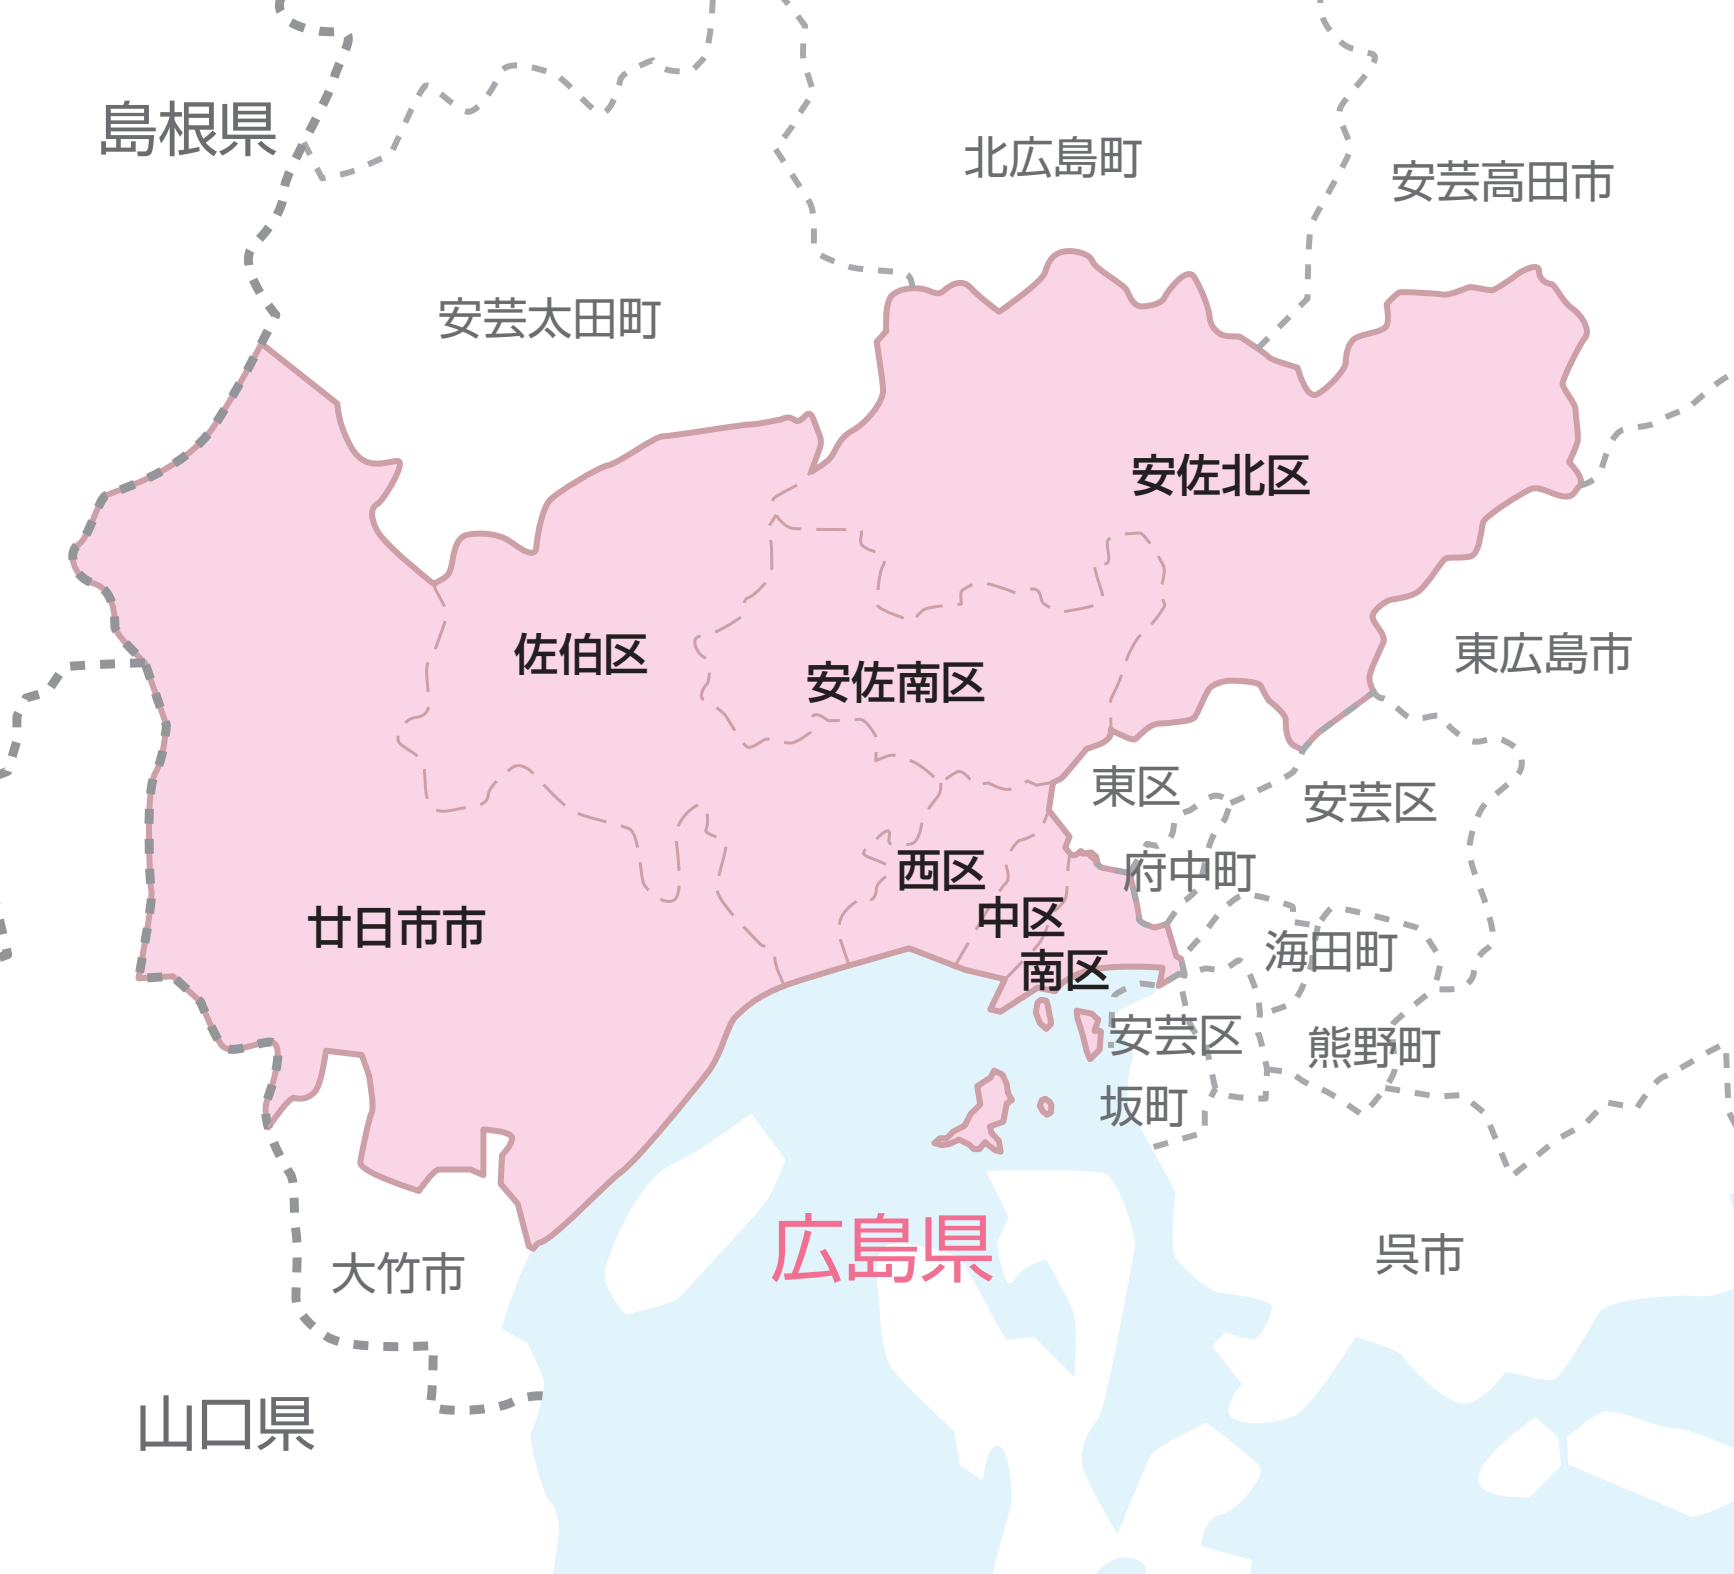 島根県
北広島町
安芸高田市
安芸太田町
安佐北区
佐伯区
安佐南区
東広島市
東区
安芸区
西区
府中町
廿日市市
中区
海田町
南区
安芸区
熊野町
坂町
広島県
呉市
大竹市
山口県